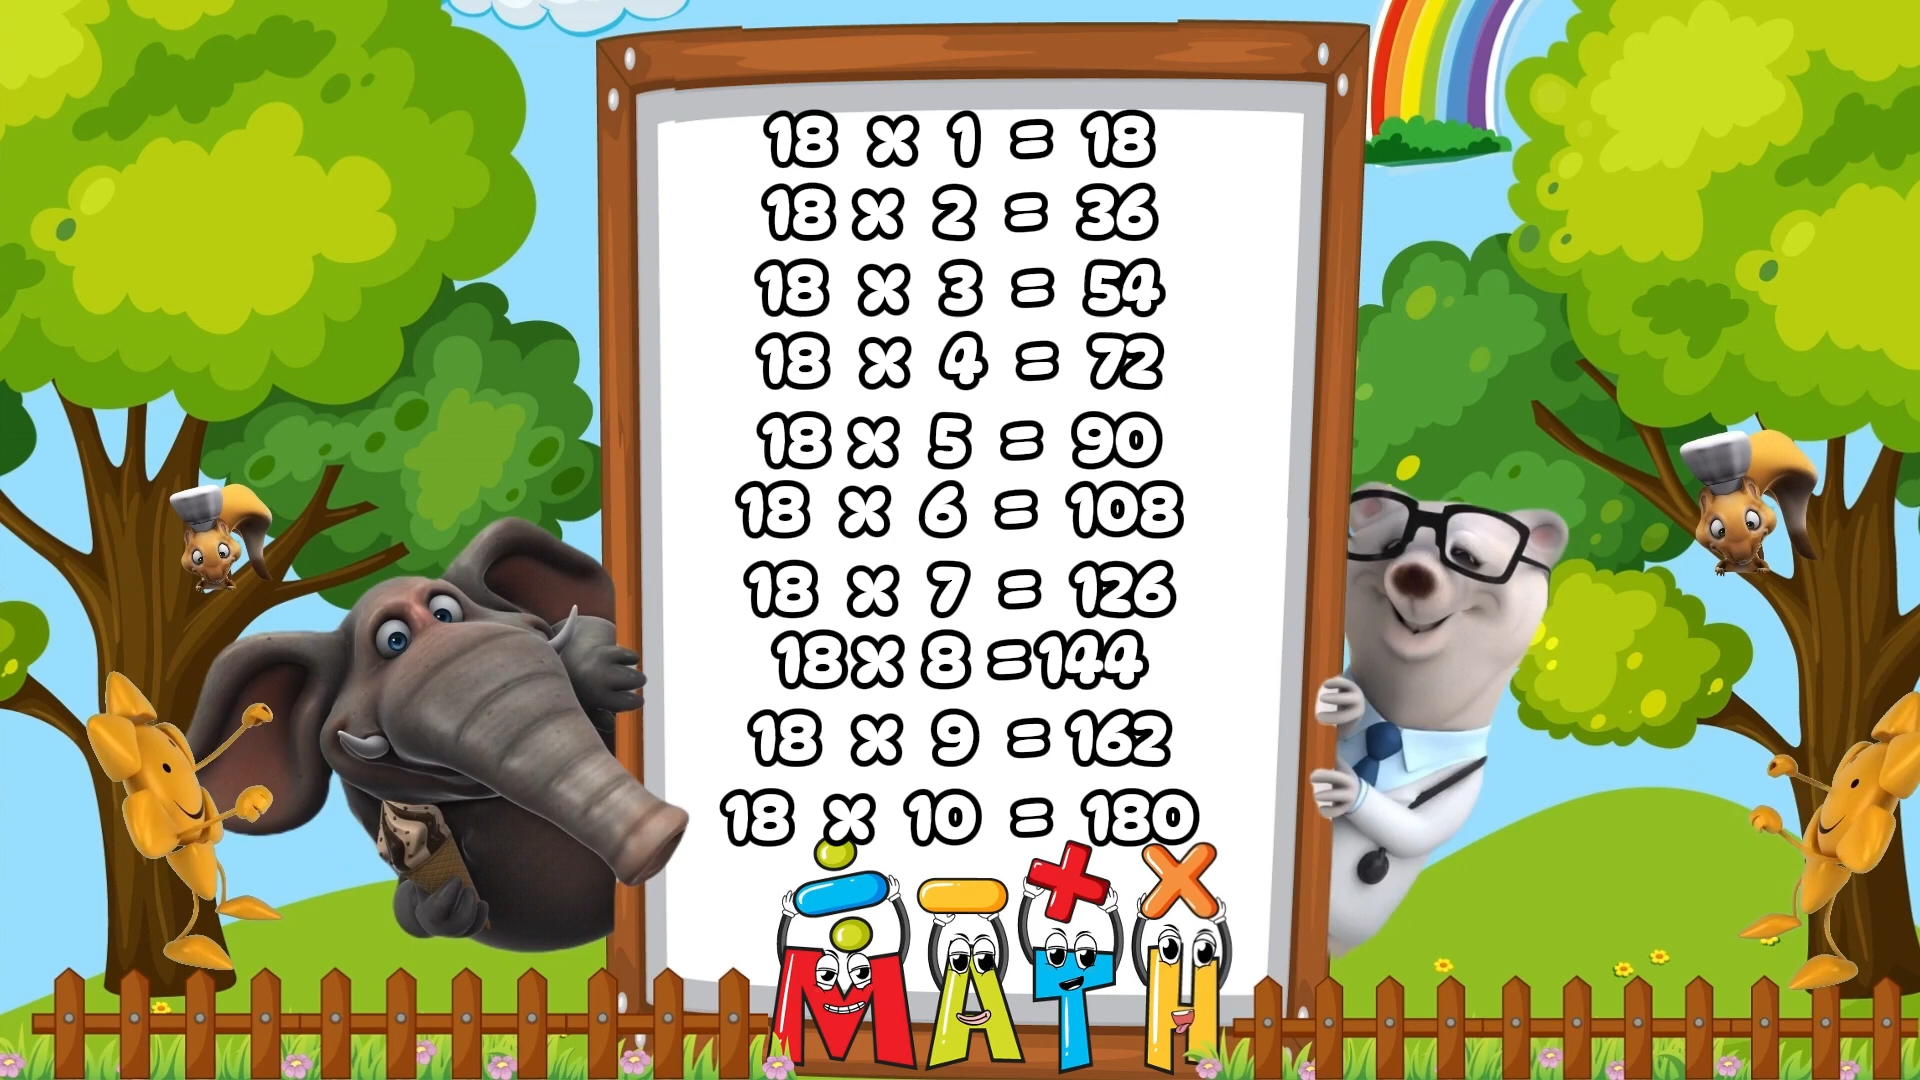 18 x 1 = 18
18 x 2 = 36
18 x 3 = 54
18 x 4 = 72
18 x 5 = 90
18 x 6 = 108
18 x 7 = 126
18x 8 =144
18 x 9 =162
18 x 10 = 180
MATH